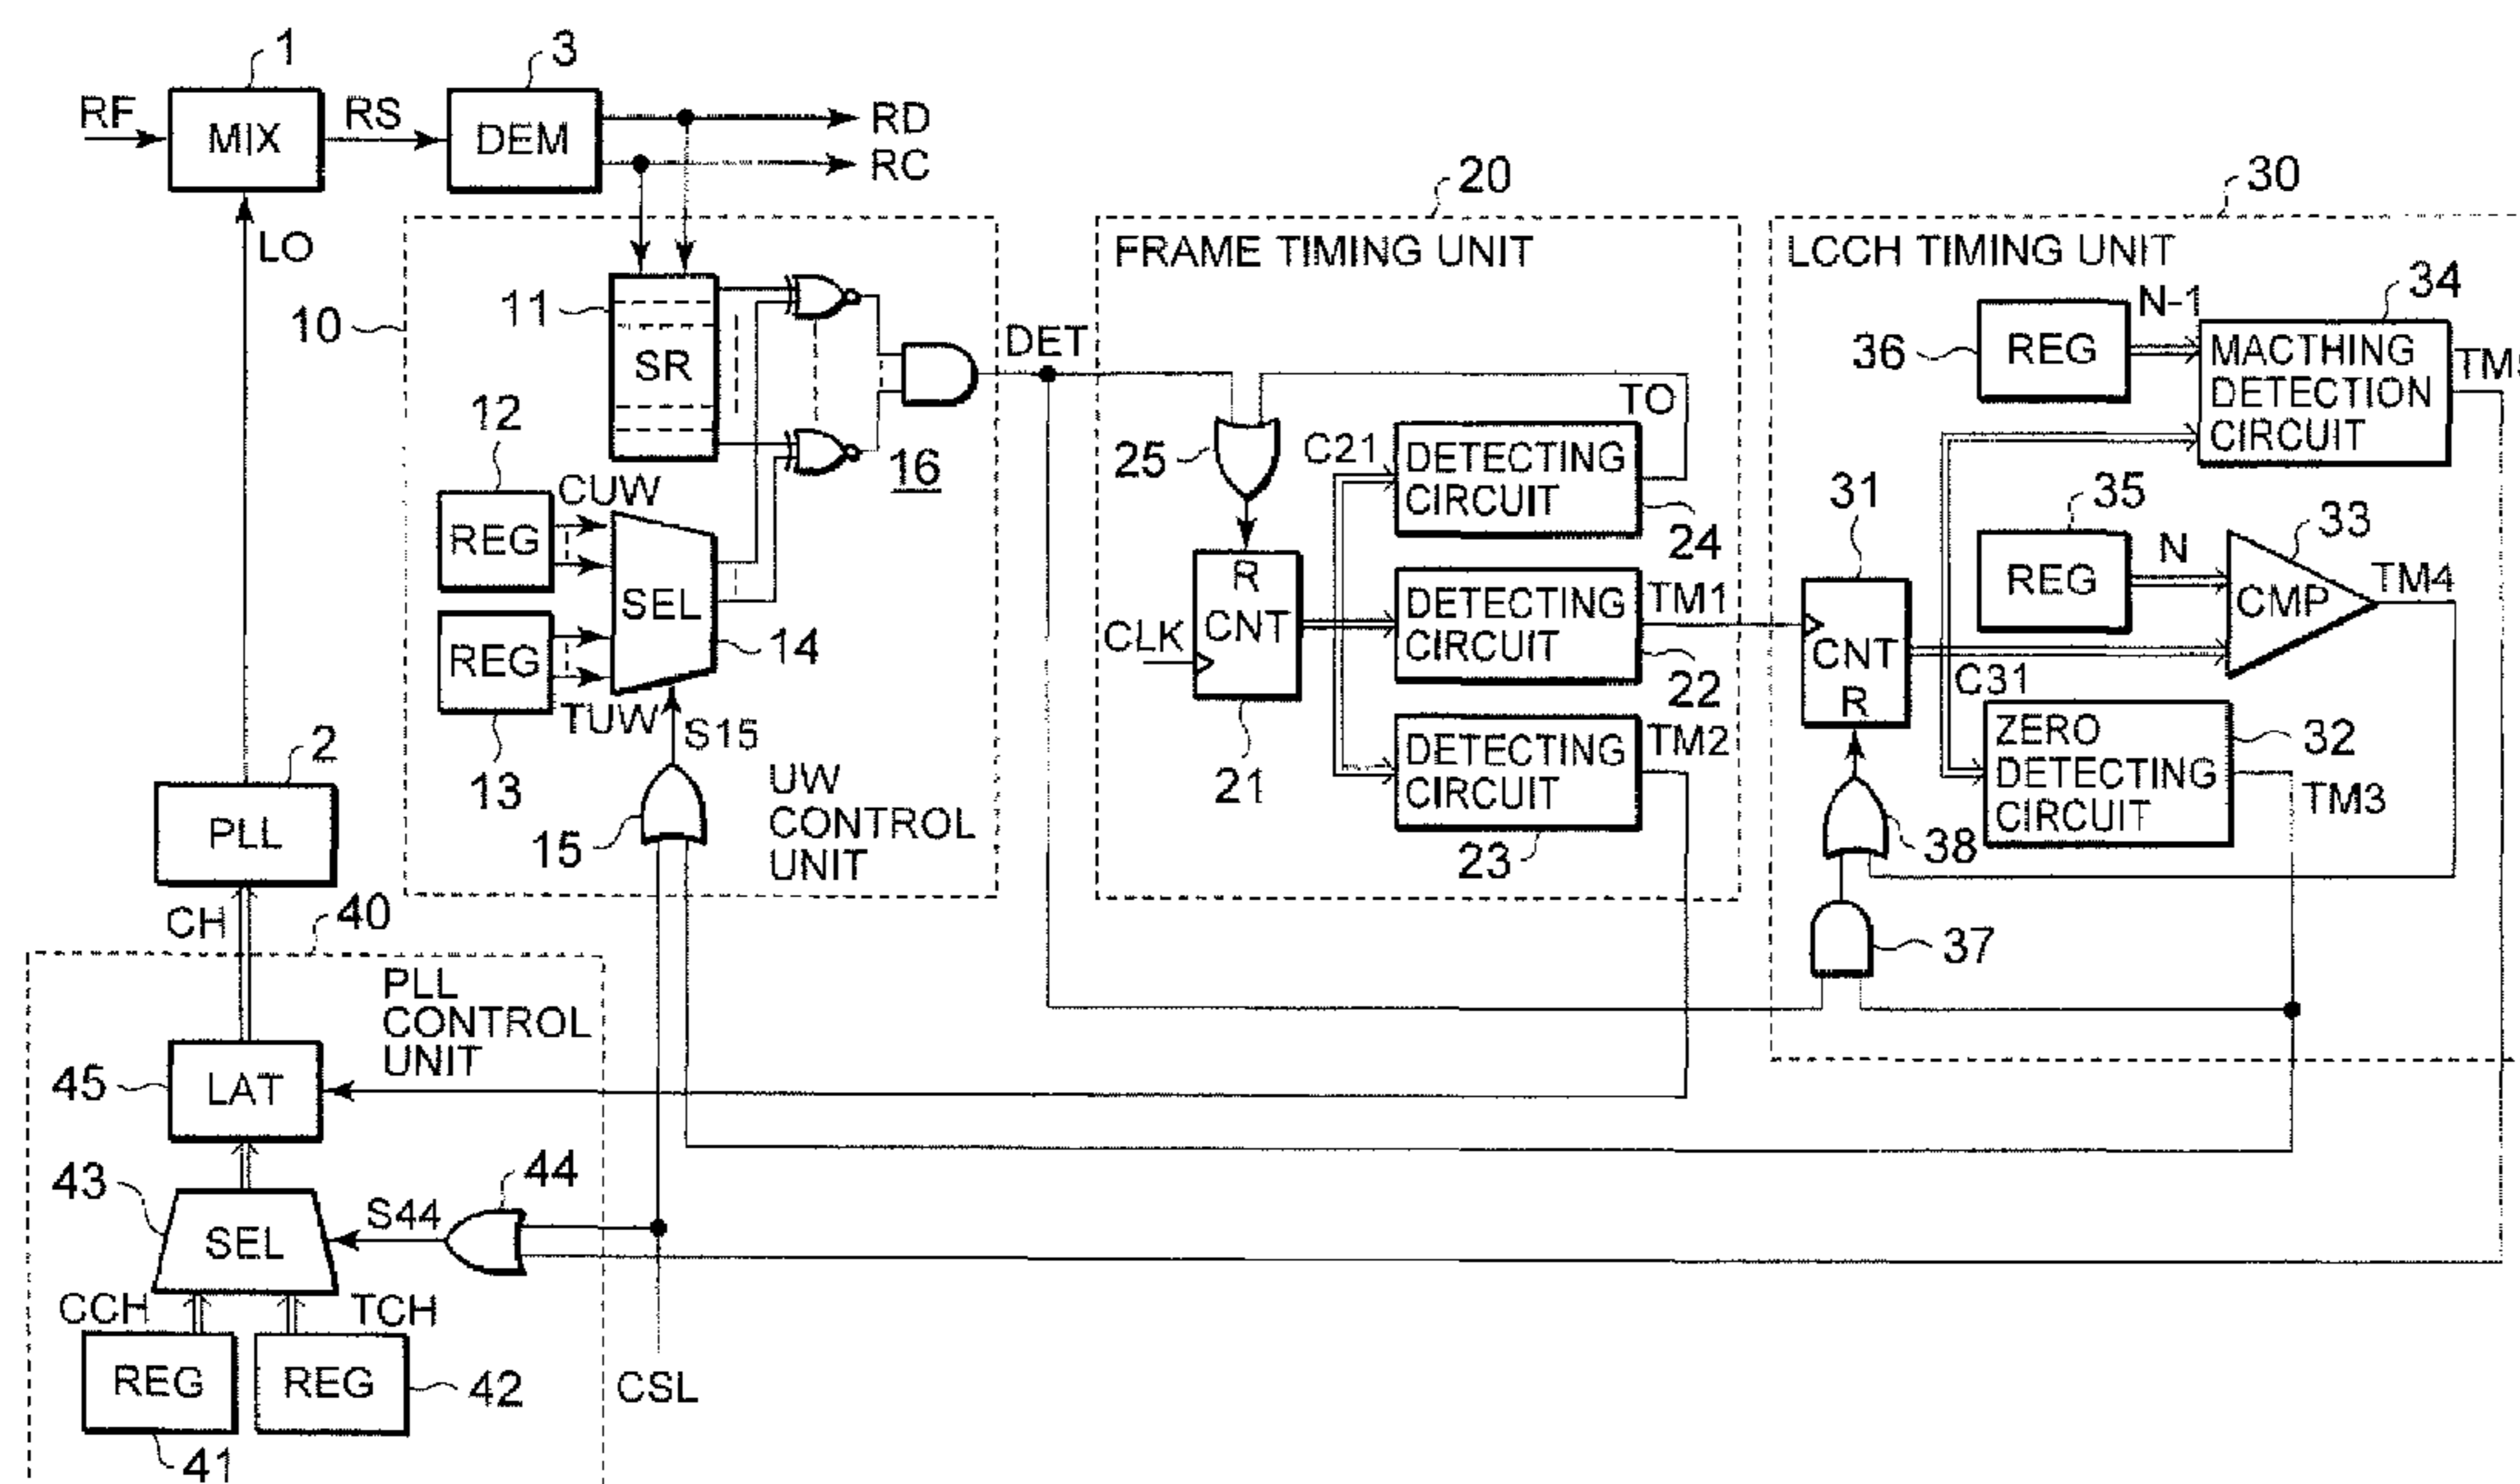 1
3
RF
MIX
RS
DEM
RD
RC
LO
20
30
FRAME TIMING UNIT
LCCH TIMING UNIT
10
11
SR
DET
N-1
34
36
REG
MACTHING
DETECTION
CIRCUIT
12
16
25
C21
TO
DETECTING
CIRCUIT
24
31
35
33
REG
CUW
SEL
14
R
CNT
CLK
DETECTING
CIRCUIT
TM1
22
CNT
R
REG
N
CMP
TM4
C31
REG
TUW
13
S15
21
DETECTING
CIRCUIT
TM2
23
ZERO
DETECTING
CIRCUIT
32
TM3
2
PLL
15
UW
CONTROL
UNIT
38
CH
40
37
PLL
CONTROL
UNIT
45
LAT
43
SEL
S44
44
CCH
TCH
REG
REG
42
CSL
41